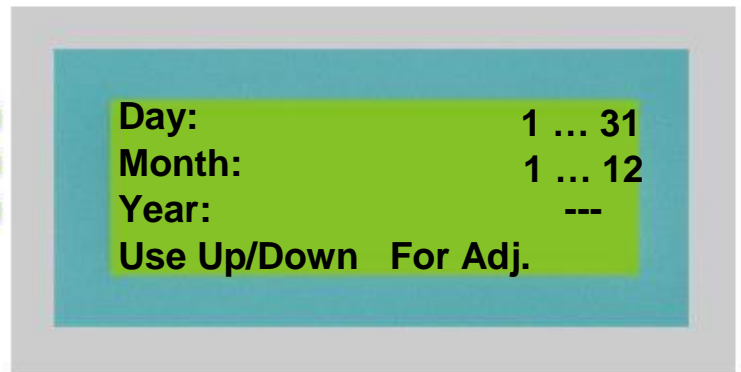 Day: 1 … 31
Month: 1 … 12
Year: ---
Use Up/Down For Adj.